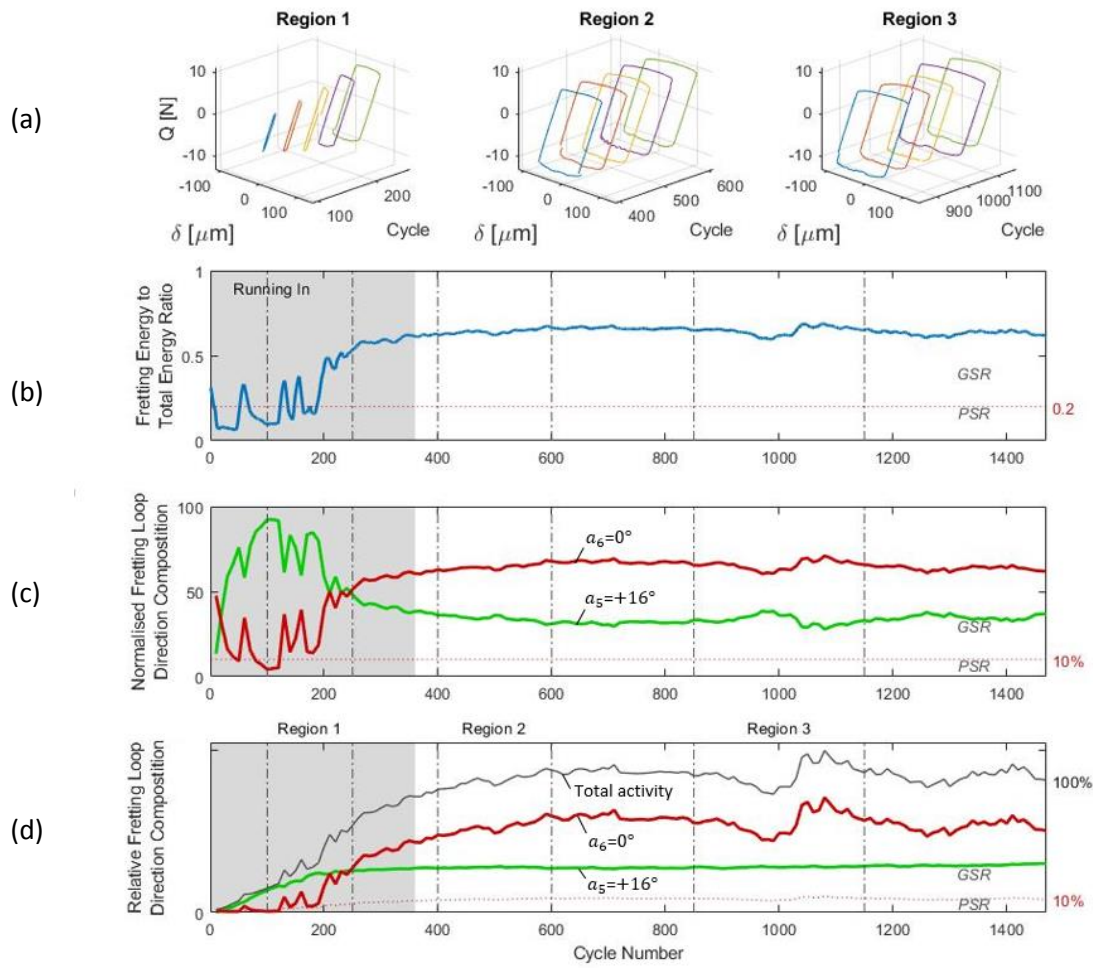 Region 1
Region 2
Region 3
(a)
Q [N]
10
0
-10
-100
0
100
100
200
δ [μm]
Cycle
10
0
-10
-100
0
100
400
500
600
δ [μm]
Cycle
10
0
-10
-100
0
100
900
1000
1100
δ [μm]
Cycle
(b)
Fretting Energy to
Total Energy Ratio
1
0.5
0
Running In
GSR
PSR
0.2
0 200 400 600 800 1000 1200 1400
(c)
Normalised Fretting Loop
Direction Compostition
100
50
0
a₆=0°
a₅=+16°
GSR
PSR
10%
0 200 400 600 800 1000 1200 1400
(d)
Relative Fretting Loop
Direction Compostition
Region 1
Region 2
Region 3
Total activity
a₆=0°
a₅=+16°
100%
GSR
PSR
10%
0
0 200 400 600 800 1000 1200 1400
Cycle Number